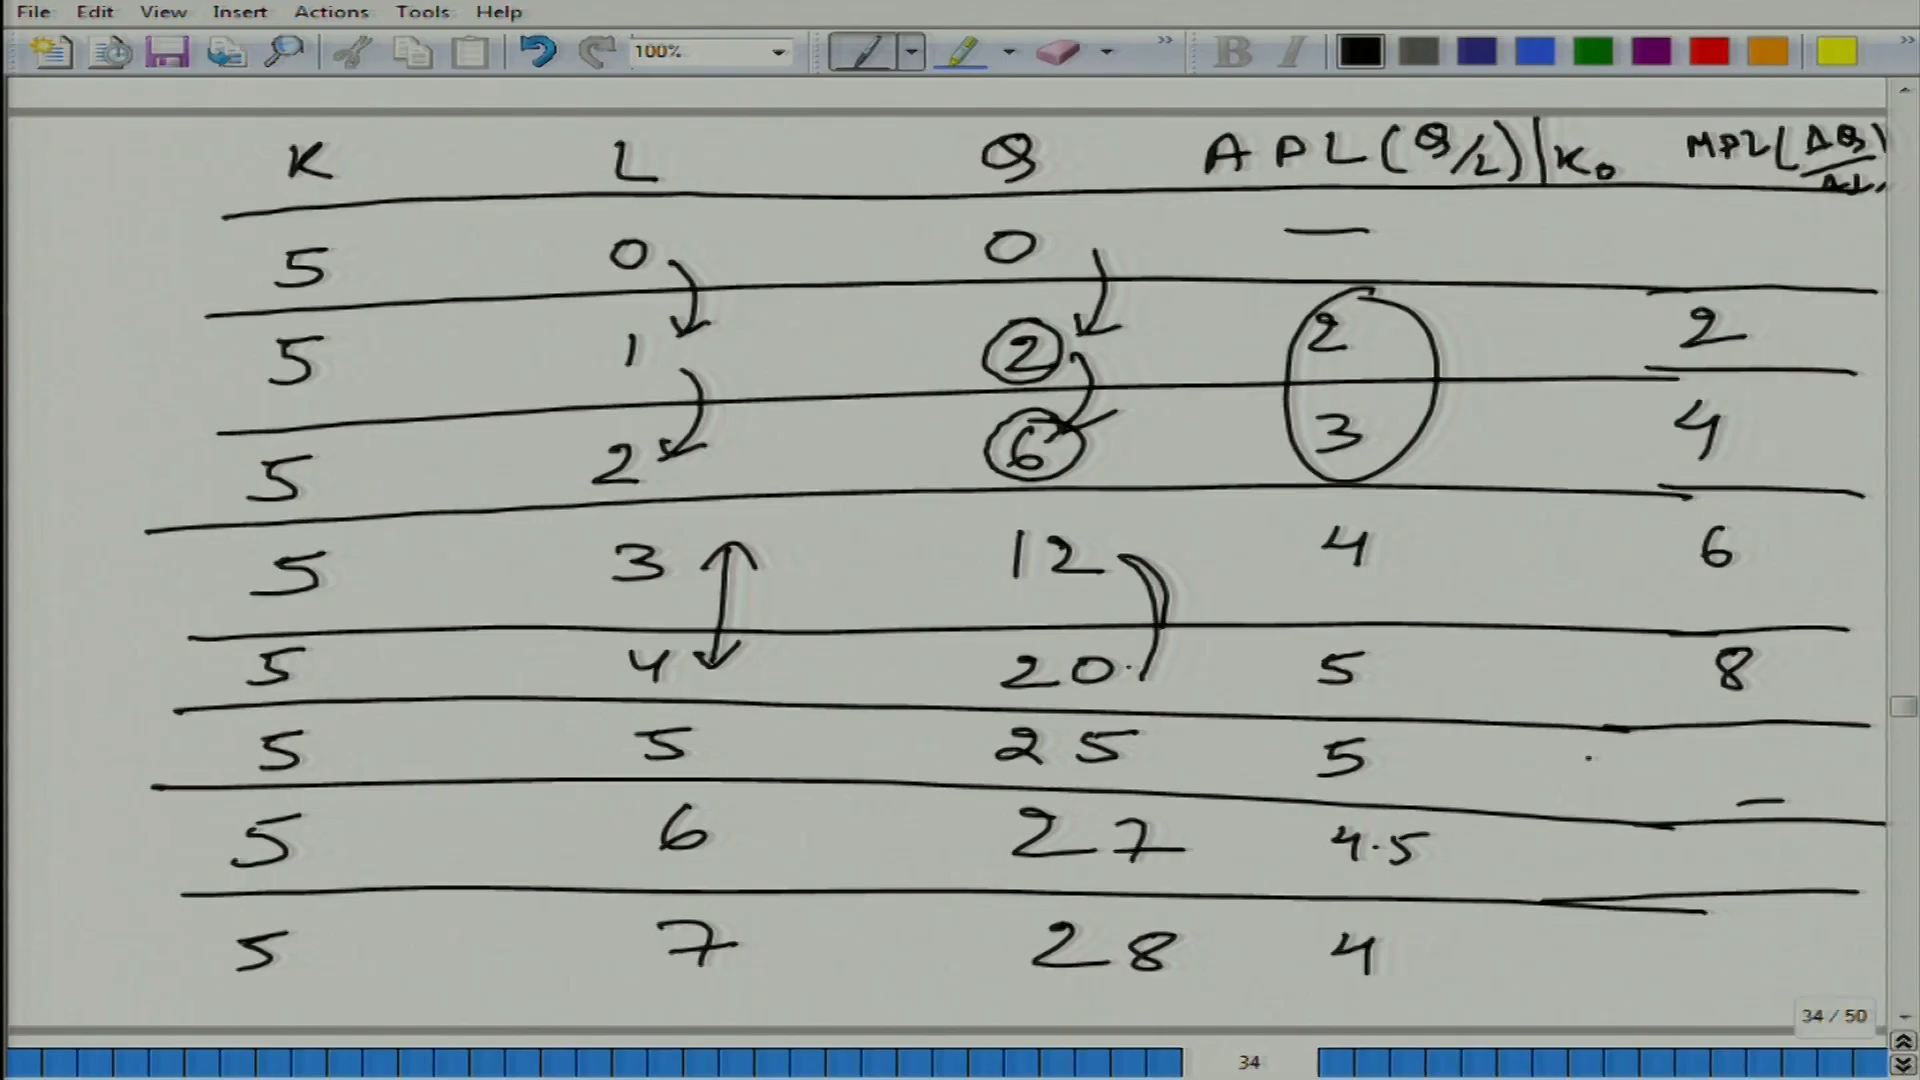 File Edit View Insert Actions Tools Help
100% B I
K L Q APL(Q/L)|K₀ MPL(ΔQ/ΔL)
5 0 0 —
5 1 2 2 2
5 2 6 3 4
5 3 12 4 6
5 4 20 5 8
5 5 25 5
5 6 27 4.5
5 7 28 4
34 / 50
34